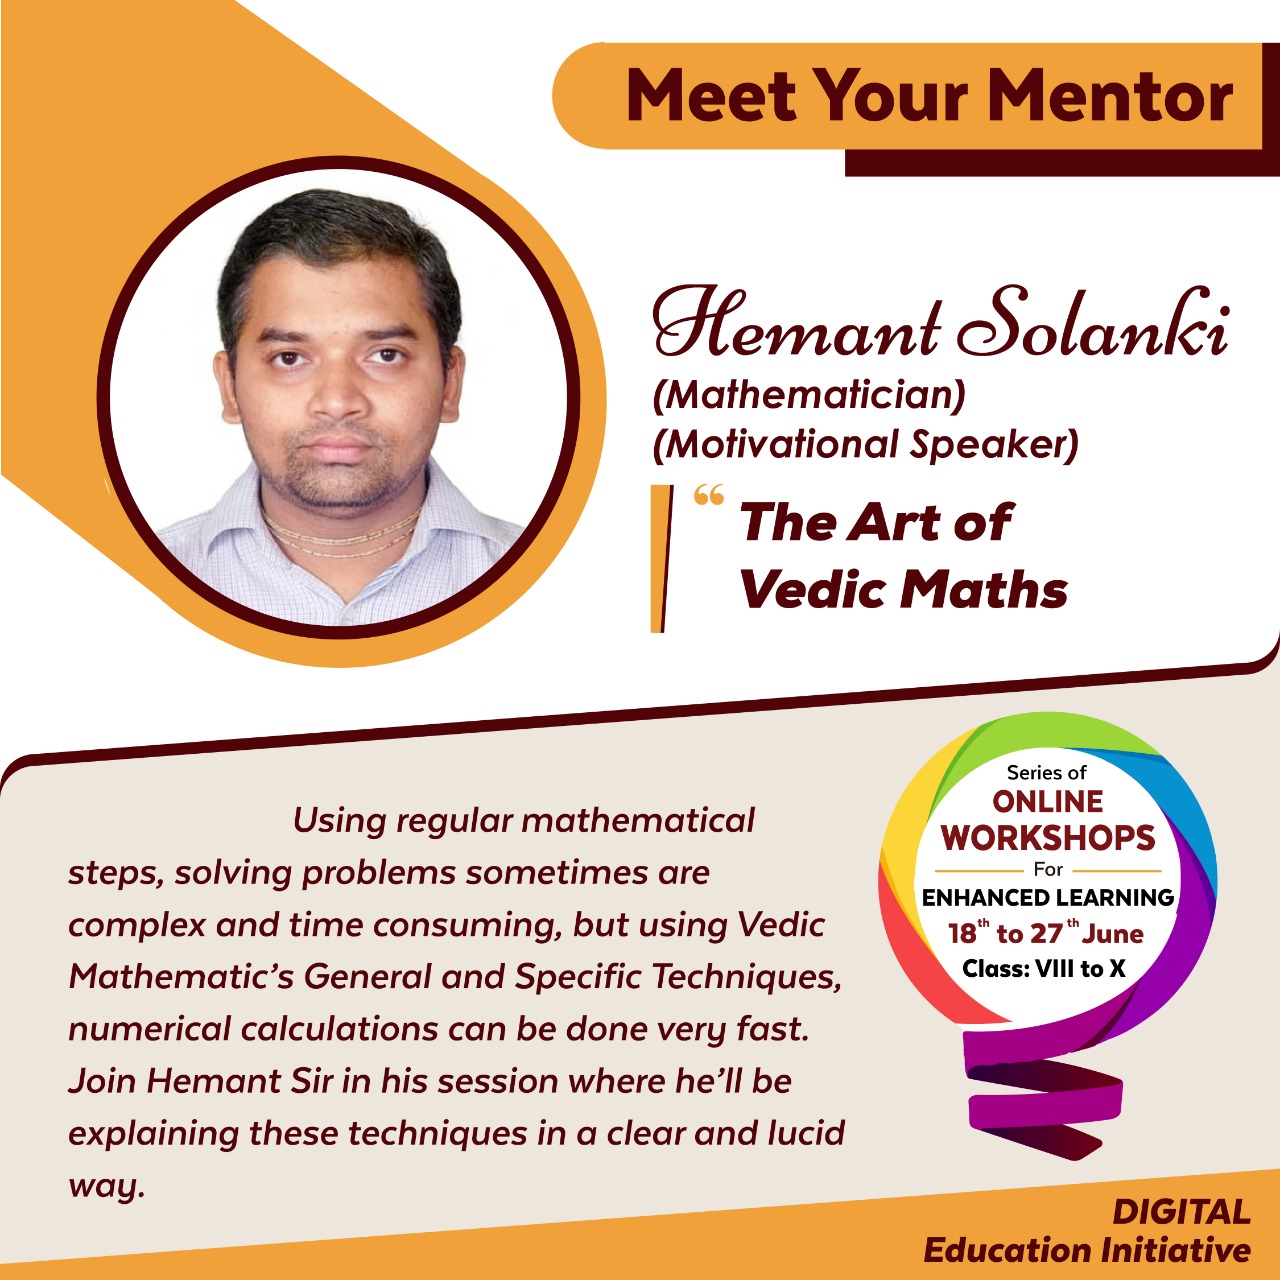 Meet Your Mentor
Hemant Solanki
(Mathematician)
(Motivational Speaker)
“ The Art of
Vedic Maths
Using regular mathematical
steps, solving problems sometimes are
complex and time consuming, but using Vedic
Mathematic’s General and Specific Techniques,
numerical calculations can be done very fast.
Join Hemant Sir in his session where he’ll be
explaining these techniques in a clear and lucid
way.
Series of
ONLINE
WORKSHOPS
For
ENHANCED LEARNING
18th to 27th June
Class: VIII to X
DIGITAL
Education Initiative